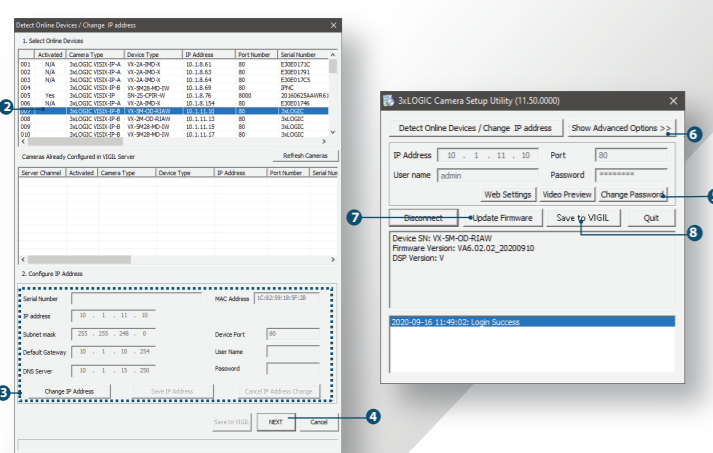 Detect Online Devices / Change IP address
1. Select Online Devices
Activated Camera Type Device Type IP Address Port Number Serial Number
001 N/A 3xLOGIC VISIX-IP-A VX-2A-IMD-X 10.1.8.61 80 E30E0171C
002 N/A 3xLOGIC VISIX-IP-A VX-2A-IMD-X 10.1.8.63 80 E30E01791
003 N/A 3xLOGIC VISIX-IP-A VX-2A-IMD-X 10.1.8.64 80 E30E017C5
004 3xLOGIC VISIX-IP-B VX-5M28-MD-IW 10.1.8.69 80 IPNC
005 Yes 3xLOGIC VISIX-IP SN-2S-CPIR-W 10.1.8.76 8000 20160625AAWR61
006 N/A 3xLOGIC VISIX-IP-A VX-2A-IMD-X 10.1.8.154 80 E30E01746
007 3xLOGIC VISIX-IP-B VX-5M-OD-RIAW 10.1.11.10 80 3xLOGIC
008 3xLOGIC VISIX-IP-B VX-5M-OD-RIAW 10.1.11.13 80 3xLOGIC
009 3xLOGIC VISIX-IP-B VX-5M28-MD-IW 10.1.11.15 80 3xLOGIC
010 3xLOGIC VISIX-IP-B VX-5M28-MD-IW 10.1.11.17 80 3xLOGIC
2
Cameras Already Configured in VIGIL Server
Refresh Cameras
Server Channel Activated Camera Type Device Type IP Address Port Number Serial Num
2. Configure IP Address
Serial Number
MAC Address 1C:82:59:18:5F:2B
IP address 10 . 1 . 11 . 10
Subnet mask 255 . 255 . 248 . 0
Device Port 80
Default Gateway 10 . 1 . 10 . 254
User Name
DNS Server 10 . 1 . 15 . 250
Password
3
Change IP Address
Save IP Address
Cancel IP Address Change
Save to VIGIL
NEXT
Cancel
4
3xLOGIC Camera Setup Utility (11.50.0000)
Detect Online Devices / Change IP address
Show Advanced Options >>
6
IP Address 10 . 1 . 11 . 10 Port 80
User name admin Password ********
Web Settings
Video Preview
Change Password
7
Disconnect
Update Firmware
Save to VIGIL
Quit
8
Device SN: VX-5M-OD-RIAW
Firmware Version: VA6.02.02_20200910
DSP Version: V
2020-09-16 11:49:02: Login Success